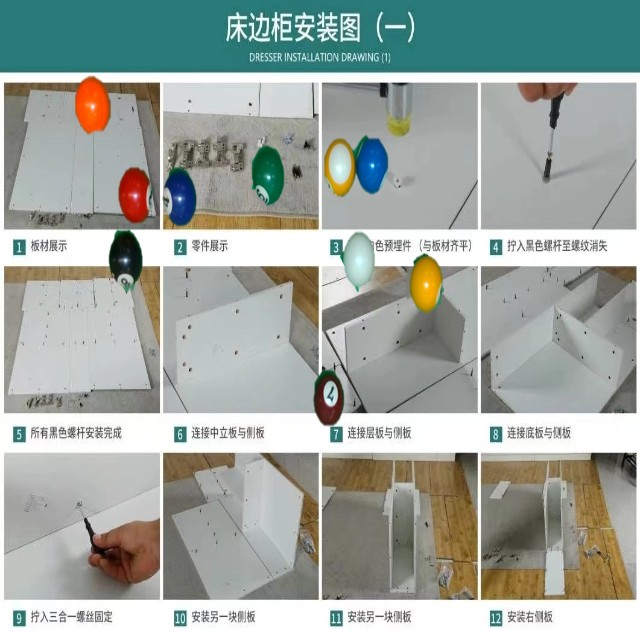 床边柜安装图（一）
DRESSER INSTALLATION DRAWING (1)
1 板材展示
2 零件展示
3 色预埋件（与板材齐平）
4 拧入黑色螺杆至螺纹消失
5 所有黑色螺杆安装完成
6 连接中立板与侧板
7 连接层板与侧板
8 连接底板与侧板
9 拧入三合一螺丝固定
10 安装另一块侧板
11 安装另一块侧板
12 安装右侧板
4